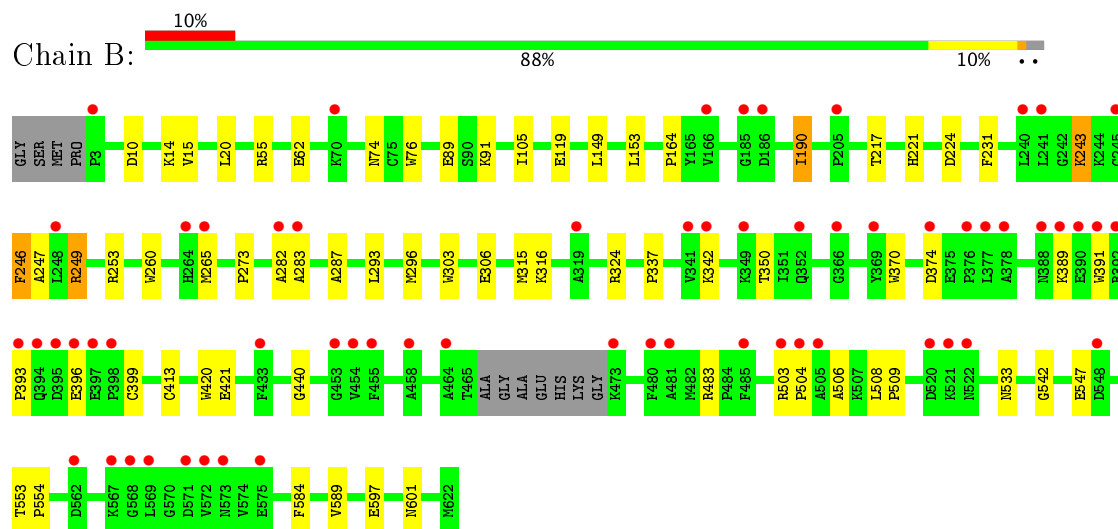 10%
Chain B:
88% 10% • •
GLY SER MET PRO P3 D10 K14 V15 L20 R55 E62 K70 N74 C75 W76 E89 S90 K91 I105 E119 L149 L153 P164 Y165 V166 G185 D186 I190 P205 T217 H221 D224 F231 L240 L241 G242 K243 K244 G245
F246 A247 L248 R249 R253 W260 H264 M265 P273 A282 A283 A287 L293 M296 W303 E306 M315 K316 A319 R324 P337 V341 K342 K349 T350 I351 Q352 G366 Y369 W370 D374 E375 P376 L377 A378 N388 K389 E390 W391
P393 Q394 D395 E396 E397 P398 C399 C413 W420 E421 F433 G440 G453 V454 F455 A458 A464 T465 ALA GLY ALA GLU HIS LYS GLY K473 F480 A481 M482 R483 P484 F485 R503 P504 A505 A506 K507 L508 P509 D520 K521 N522 N533 G542 E547 D548
T553 P554 D562 K567 G568 L569 G570 D571 V572 N573 V574 E575 F584 V589 E597 N601 M622